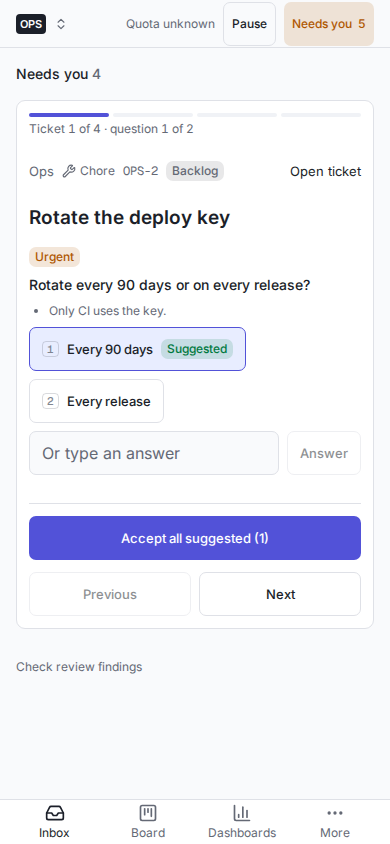 OPS
Quota unknown
Pause
Needs you 5
Needs you 4
Ticket 1 of 4 · question 1 of 2
Ops Chore OPS-2 Backlog Open ticket
Rotate the deploy key
Urgent
Rotate every 90 days or on every release?
• Only CI uses the key.
1 Every 90 days Suggested
2 Every release
Or type an answer
Answer
Accept all suggested (1)
Previous
Next
Check review findings
Inbox
Board
Dashboards
More